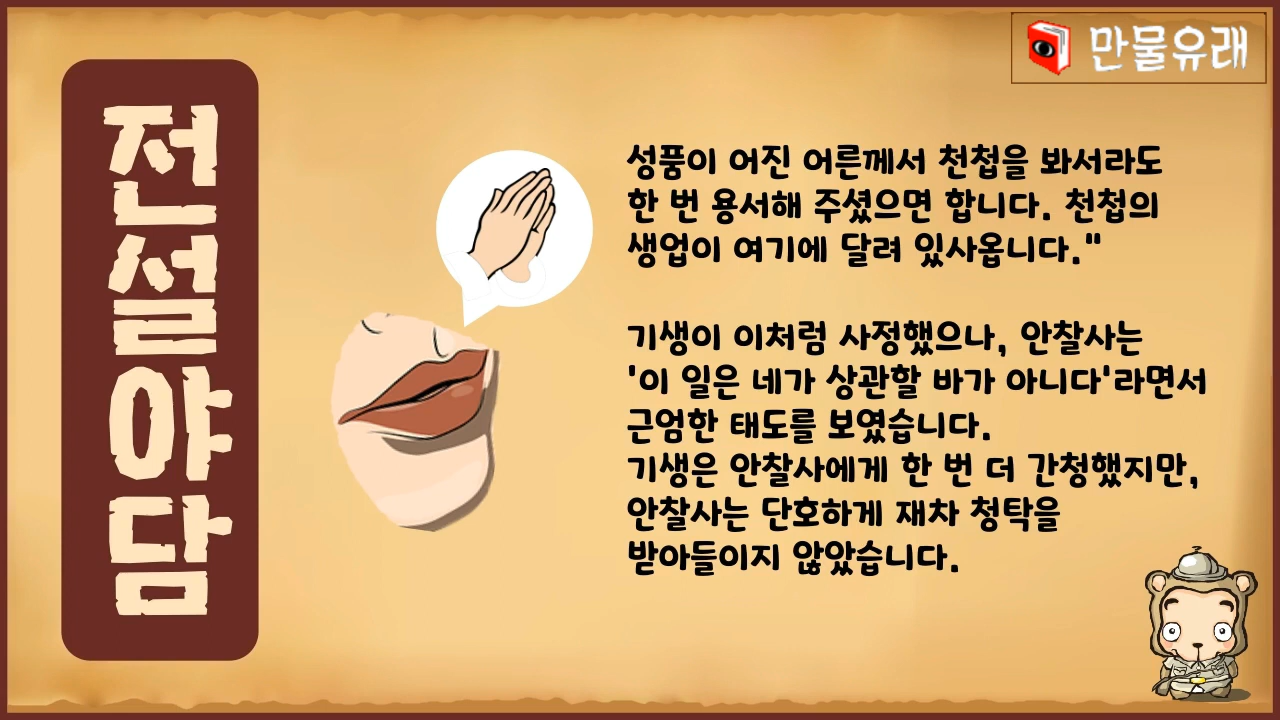 만물유래
전설야담
성품이 어진 어른께서 천첩을 봐서라도
한 번 용서해 주셨으면 합니다. 천첩의
생업이 여기에 달려 있사옵니다."
기생이 이처럼 사정했으나, 안찰사는
'이 일은 네가 상관할 바가 아니다'라면서
근엄한 태도를 보였습니다.
기생은 안찰사에게 한 번 더 간청했지만,
안찰사는 단호하게 재차 청탁을
받아들이지 않았습니다.